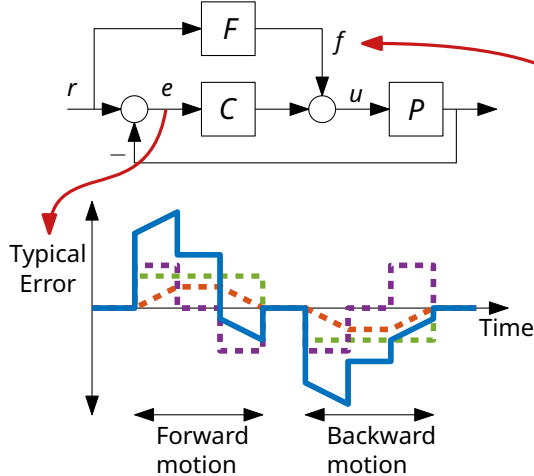 F
f
r
e
C
u
P
−
Typical
Error
Time
Forward
motion
Backward
motion